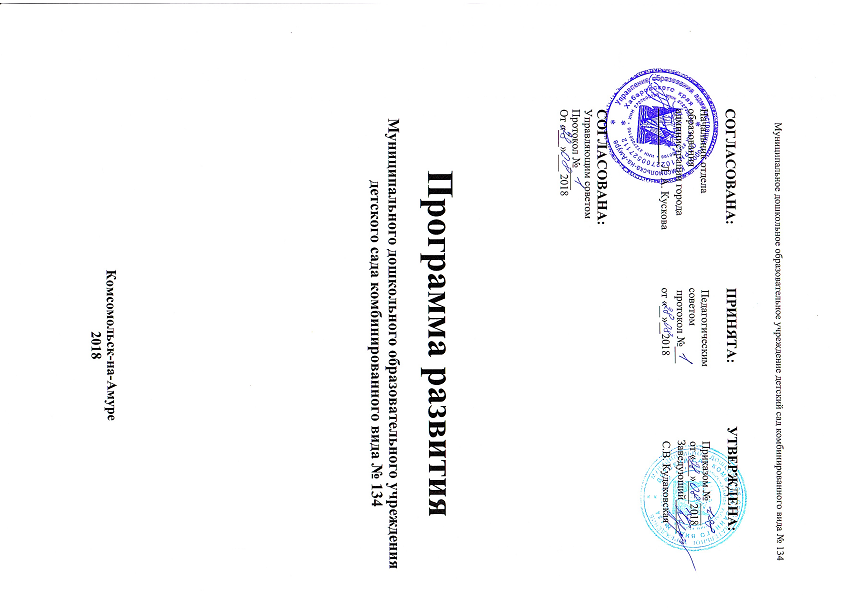 Муниципальное дошкольное образовательное учреждение детский сад комбинированного вида № 134
СОГЛАСОВАНА:
Начальник отдела
образования
администрации города
А. Кускова
СОГЛАСОВАНА:
Управляющим советом
Протокол № 1
От « » 2018
ПРИНЯТА:
Педагогическим
советом
протокол № 1
от « » 2018
УТВЕРЖДЕНА:
Приказом №
от « » 2018
Заведующий
С.В. Кудаковская
Программа развития
Муниципального дошкольного образовательного учреждения
детского сада комбинированного вида № 134
Комсомольск-на-Амуре
2018